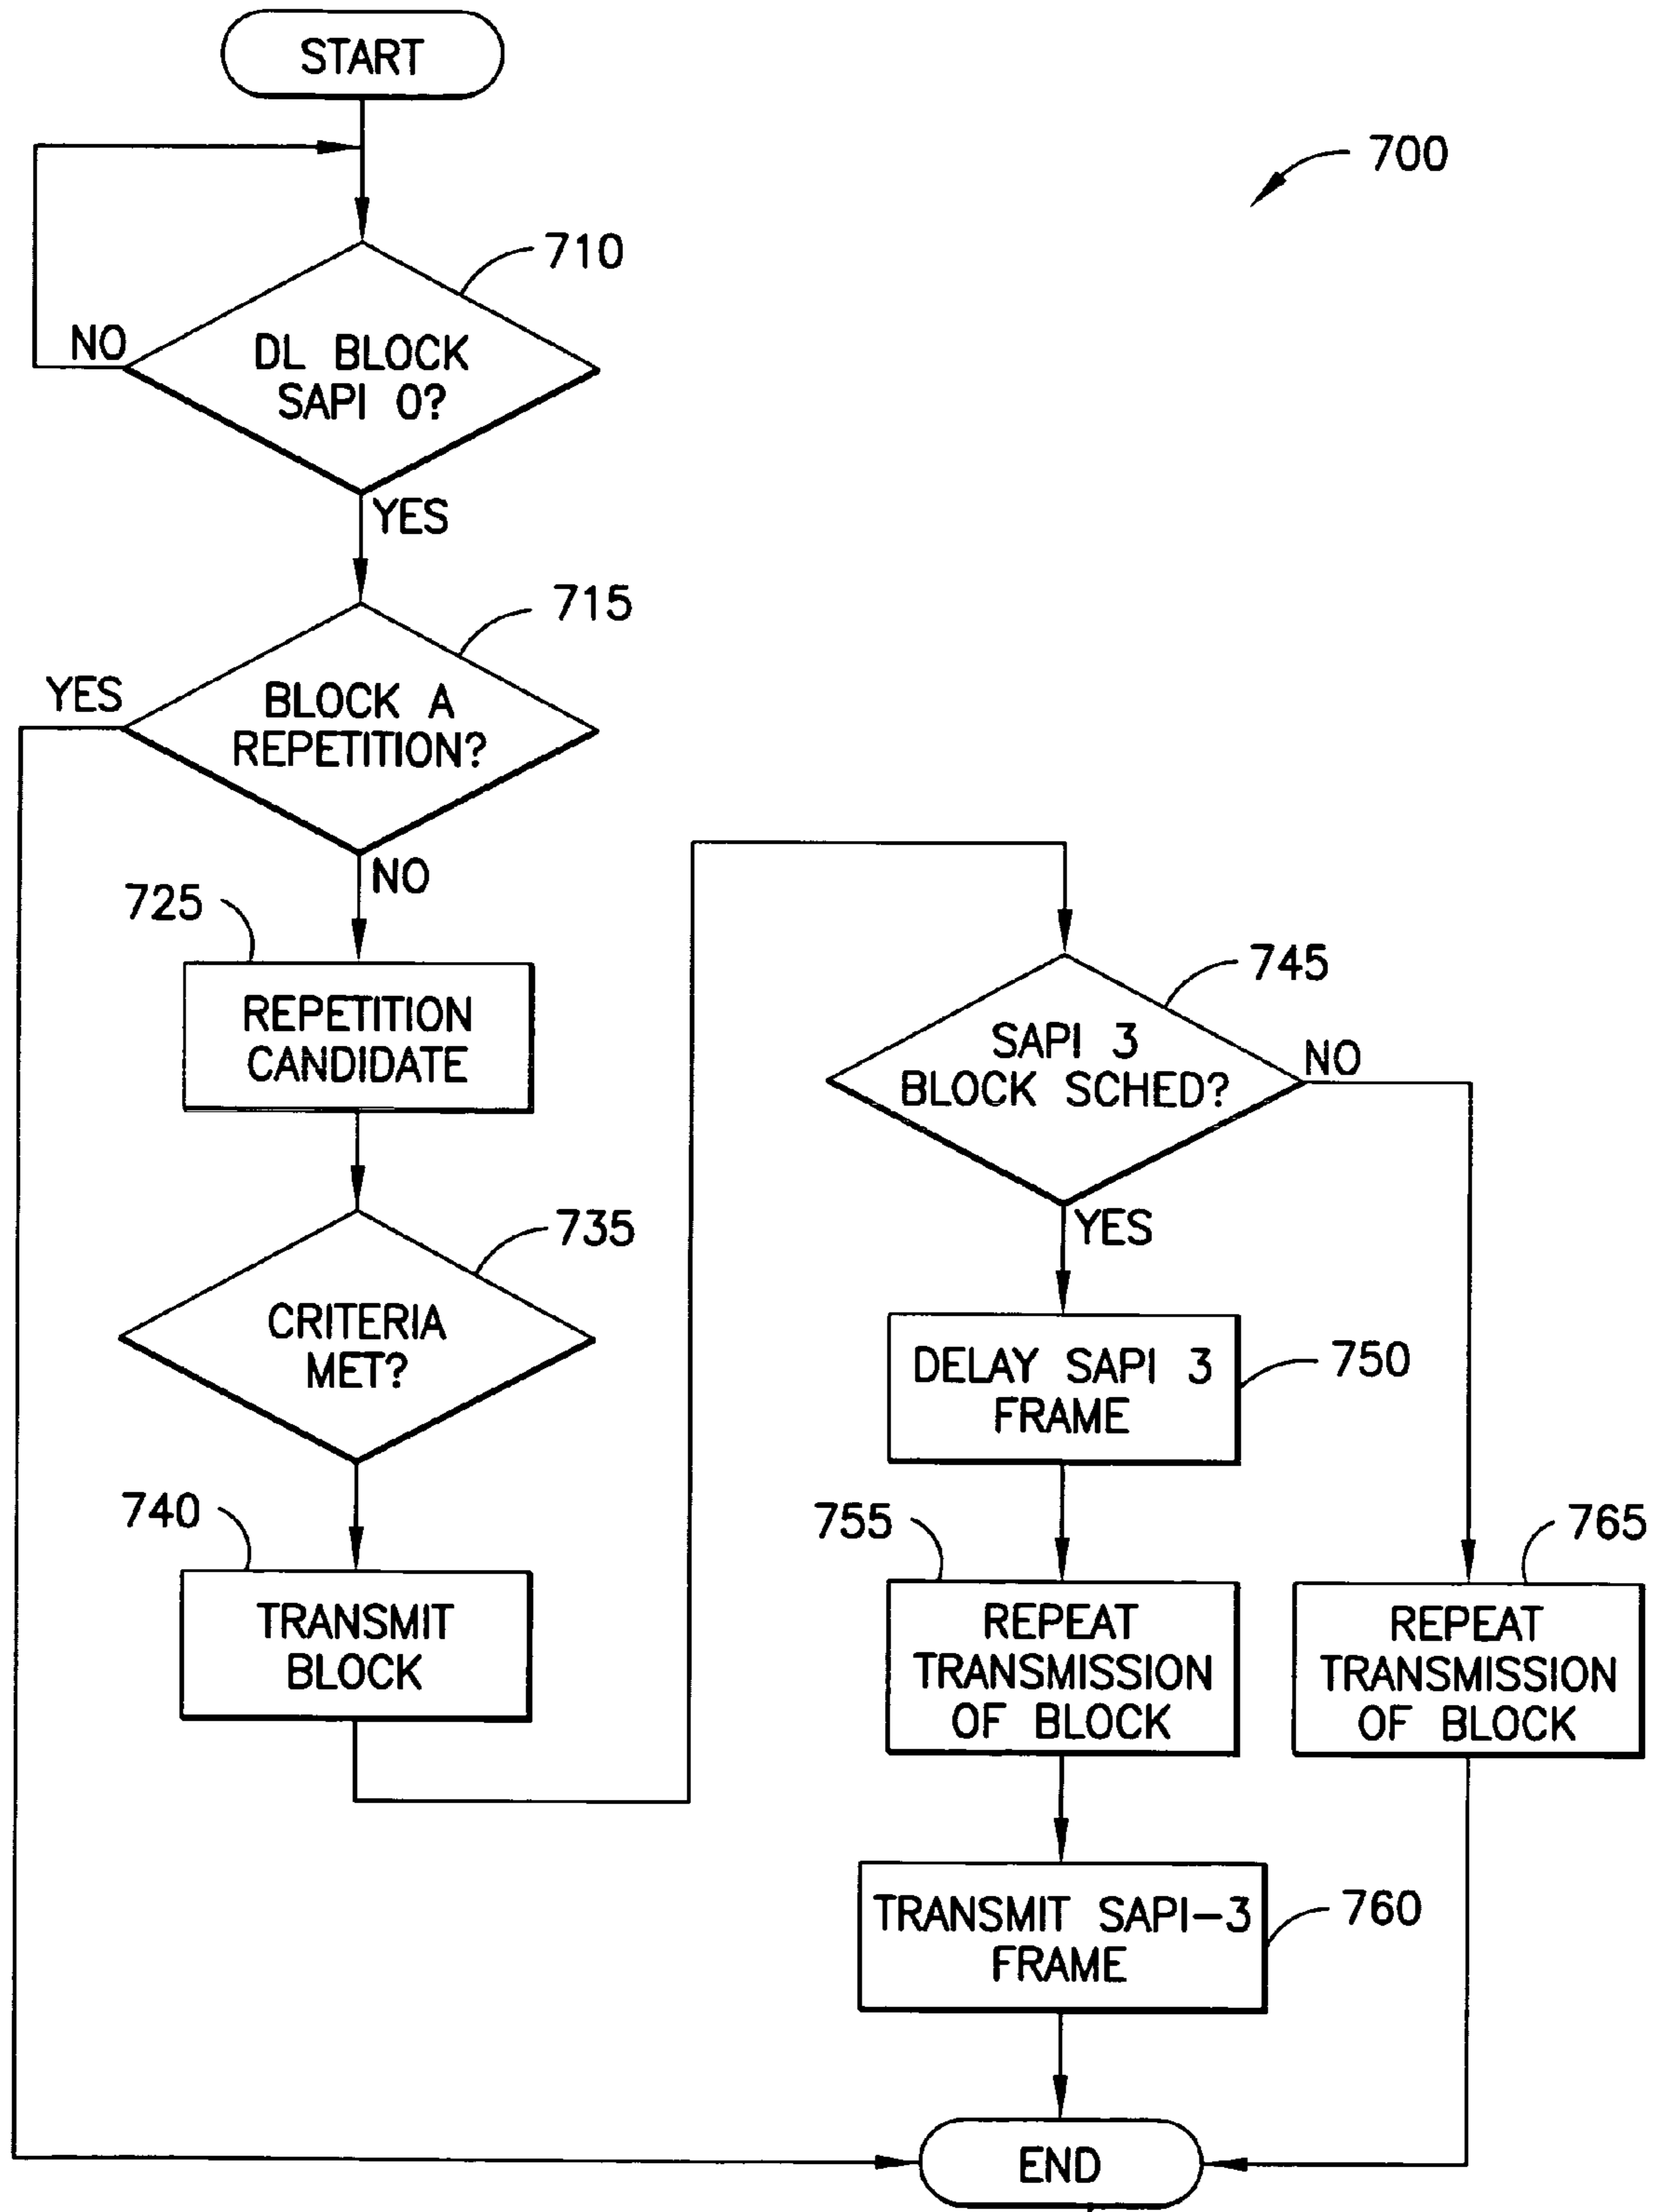 START
700
710
DL BLOCK
SAPI 0?
NO
YES
715
BLOCK A
REPETITION?
YES
NO
725
REPETITION
CANDIDATE
735
CRITERIA
MET?
740
TRANSMIT
BLOCK
745
SAPI 3
BLOCK SCHED?
NO
YES
DELAY SAPI 3
FRAME
750
755
REPEAT
TRANSMISSION
OF BLOCK
765
REPEAT
TRANSMISSION
OF BLOCK
TRANSMIT SAPI-3
FRAME
760
END